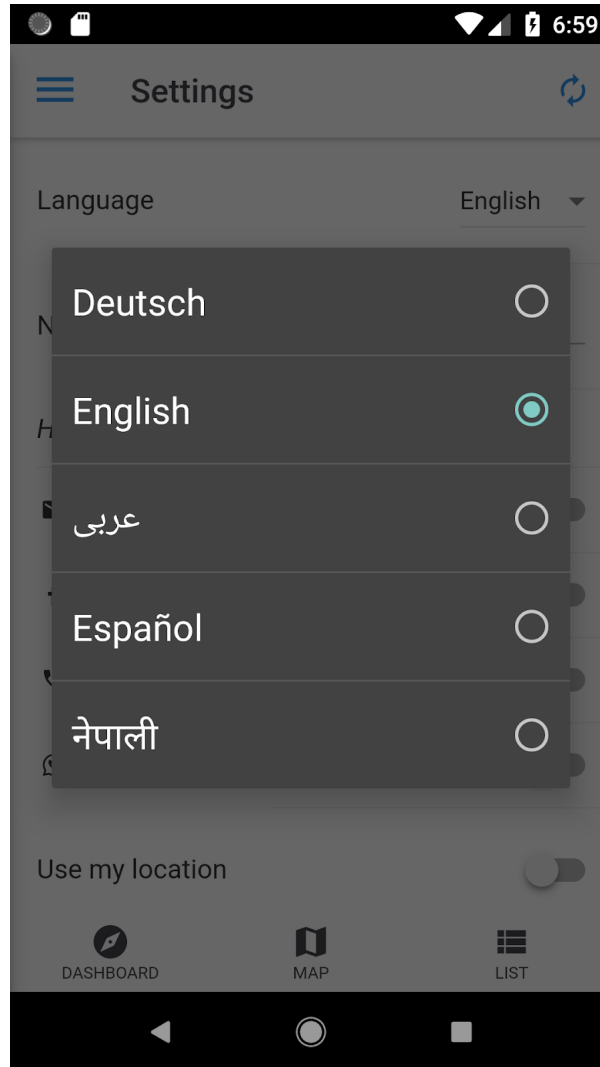 6:59
Settings
Language
English
Deutsch
English
عربى
Español
नेपाली
Use my location
DASHBOARD
MAP
LIST